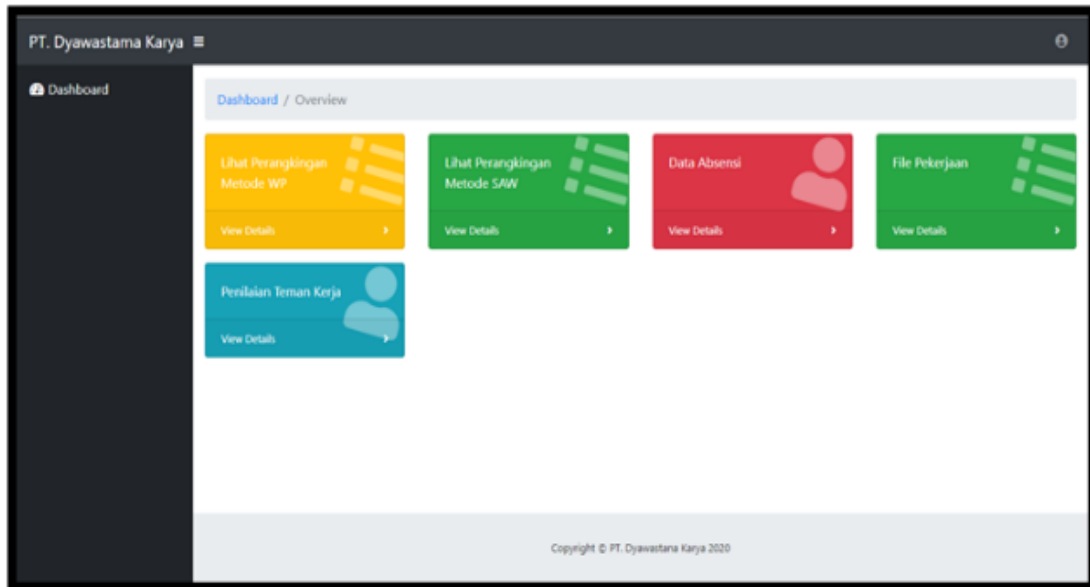 PT. Dyawastama Karya
Dashboard
Dashboard / Overview
Lihat Perangkingan
Metode WP
View Details
Lihat Perangkingan
Metode SAW
View Details
Data Absensi
View Details
File Pekerjaan
View Details
Penilaian Teman Kerja
View Details
Copyright © PT. Dyawastana Karya 2020